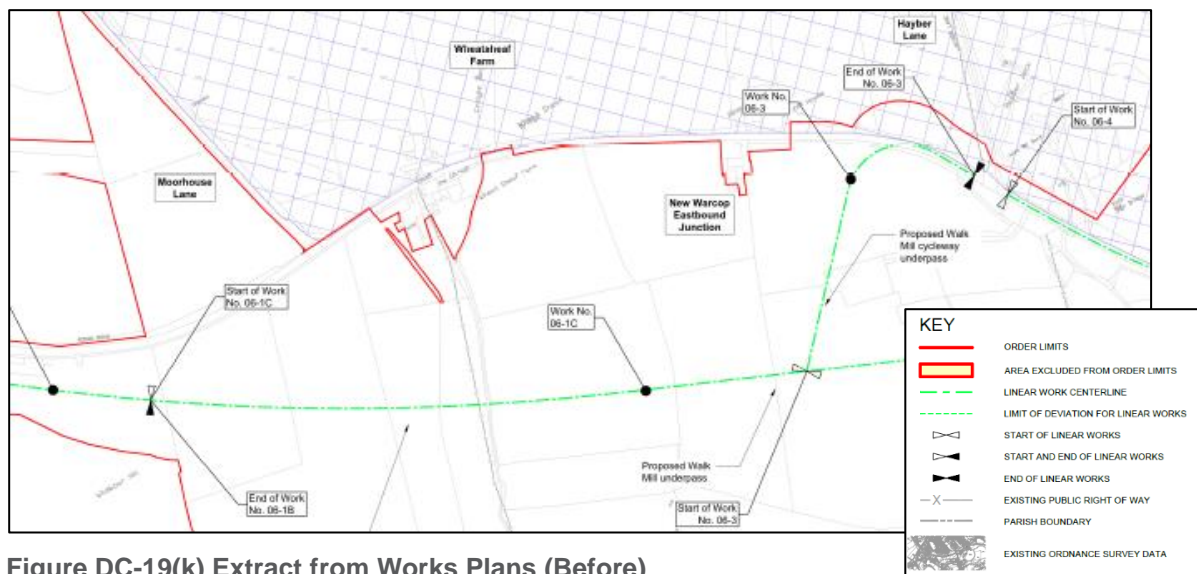 Hayber
Lane
Wheatsheaf
Farm
End of Work
No. 06-3
Work No.
06-3
Start of Work
No. 06-4
Moorhouse
Lane
New Warcop
Eastbound
Junction
Proposed Walk
Mill cycleway
underpass
Start of Work
No. 06-1C
Work No.
06-1C
Proposed Walk
Mill underpass
End of Work
No. 06-1B
Start of Work
No. 06-3
KEY
ORDER LIMITS
AREA EXCLUDED FROM ORDER LIMITS
LINEAR WORK CENTERLINE
LIMIT OF DEVIATION FOR LINEAR WORKS
START OF LINEAR WORKS
START AND END OF LINEAR WORKS
END OF LINEAR WORKS
X
EXISTING PUBLIC RIGHT OF WAY
PARISH BOUNDARY
EXISTING ORDNANCE SURVEY DATA
Figure DC-19(k) Extract from Works Plans (Before)